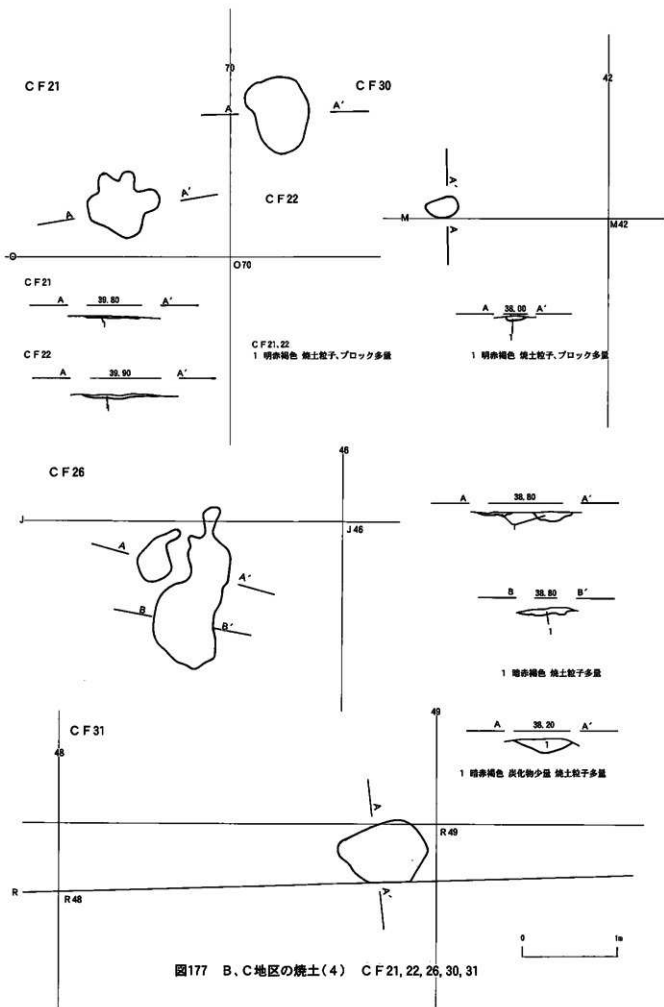 CF21
70
CF30
42
A A'
CF22
A A'
A'
A
M M42
O O70
CF21
A 39.80 A'
1
CF22
A 39.90 A'
1
CF21,22
1 明赤褐色 焼土粒子、ブロック多量
A 38.00 A'
1
1 明赤褐色 焼土粒子、ブロック多量
CF26
46
J J46
A A'
B B'
A 38.80 A'
1
B 38.80 B'
1
1 暗赤褐色 焼土粒子多量
CF31
48
49
A 38.20 A'
1
1 暗赤褐色 炭化物少量 焼土粒子多量
A
R49
R R48
A'
0 1m
図177 B、C地区の焼土(4) CF21, 22, 26, 30, 31